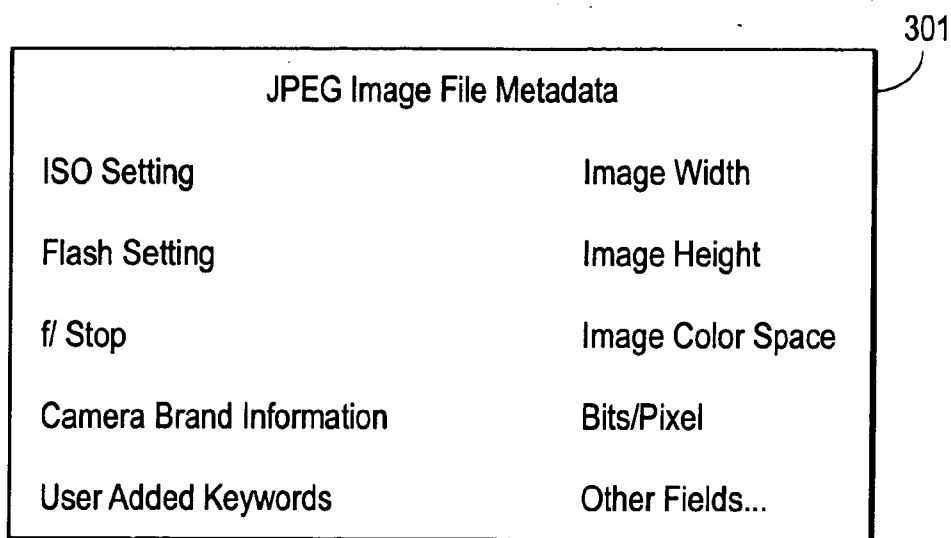 301
JPEG Image File Metadata
ISO Setting
Image Width
Flash Setting
Image Height
f/ Stop
Image Color Space
Camera Brand Information
Bits/Pixel
User Added Keywords
Other Fields...